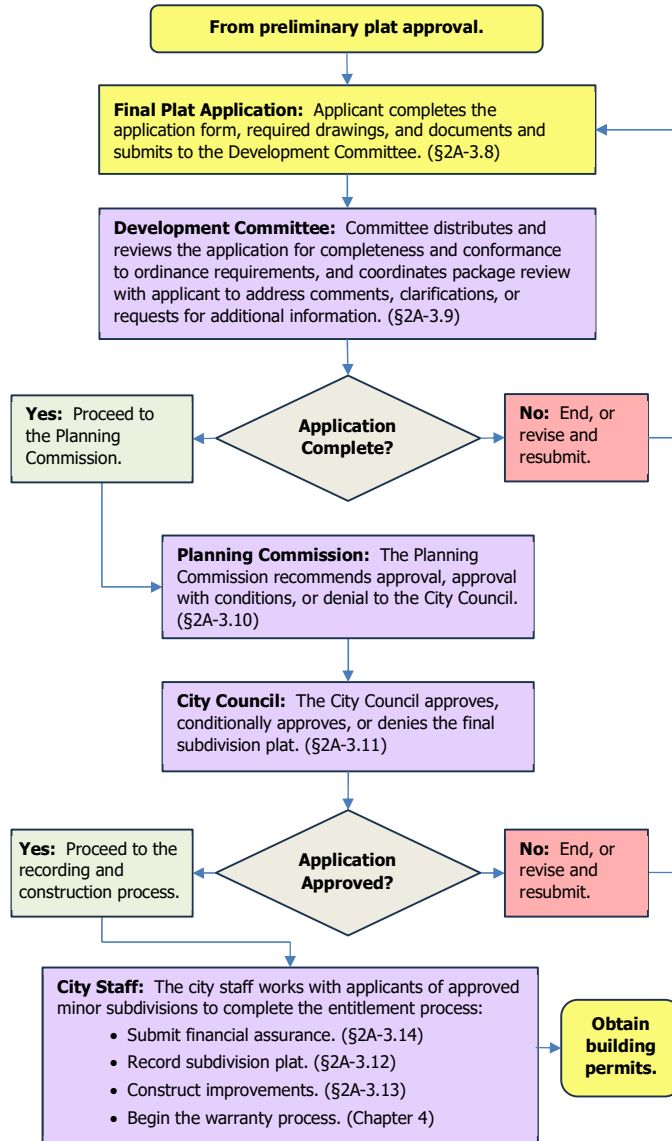 From preliminary plat approval.
Final Plat Application: Applicant completes the
application form, required drawings, and documents and
submits to the Development Committee. (§2A-3.8)
Development Committee: Committee distributes and
reviews the application for completeness and conformance
to ordinance requirements, and coordinates package review
with applicant to address comments, clarifications, or
requests for additional information. (§2A-3.9)
Yes: Proceed to
the Planning
Commission.
Application
Complete?
No: End, or
revise and
resubmit.
Planning Commission: The Planning
Commission recommends approval, approval
with conditions, or denial to the City Council.
(§2A-3.10)
City Council: The City Council approves,
conditionally approves, or denies the final
subdivision plat. (§2A-3.11)
Yes: Proceed to the
recording and
construction process.
Application
Approved?
No: End, or
revise and
resubmit.
City Staff: The city staff works with applicants of approved
minor subdivisions to complete the entitlement process:
• Submit financial assurance. (§2A-3.14)
• Record subdivision plat. (§2A-3.12)
• Construct improvements. (§2A-3.13)
• Begin the warranty process. (Chapter 4)
Obtain
building
permits.